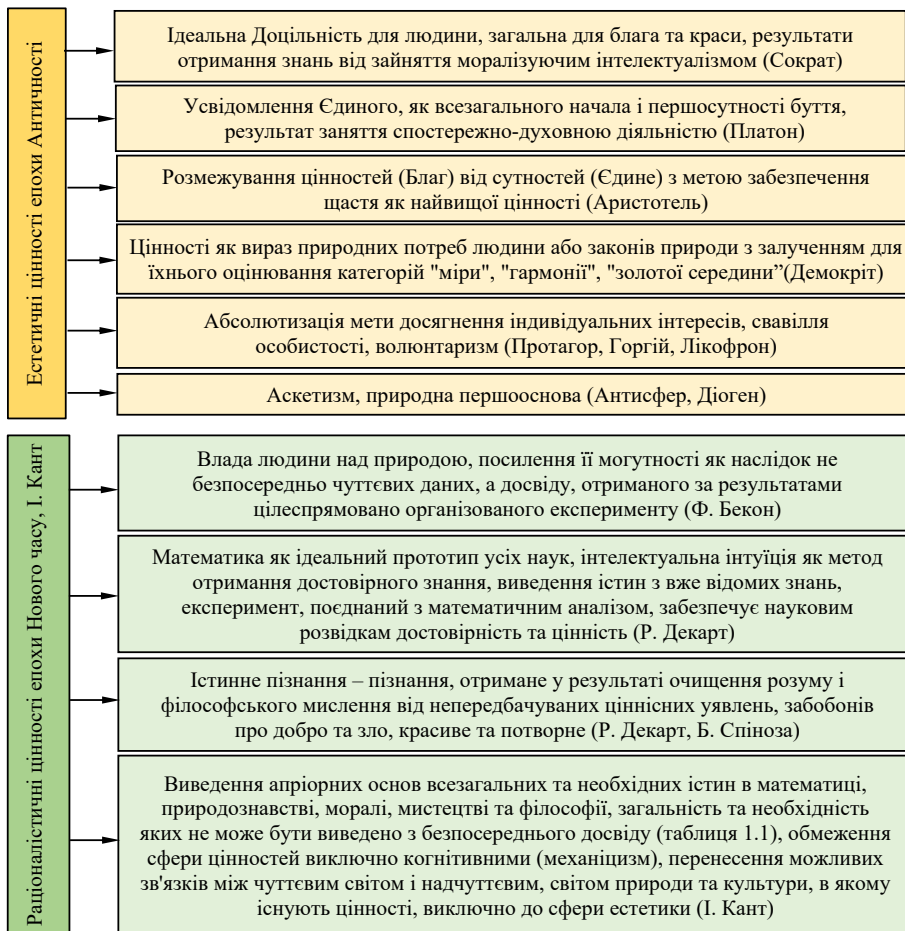 Естетичні цінності епохи Античності
Ідеальна Доцільність для людини, загальна для блага та краси, результати
отримання знань від зайняття моралізуючим інтелектуалізмом (Сократ)
Усвідомлення Єдиного, як всезагального начала і першосутності буття,
результат заняття спостережно-духовною діяльністю (Платон)
Розмежування цінностей (Благ) від сутностей (Єдине) з метою забезпечення
щастя як найвищої цінності (Аристотель)
Цінності як вираз природних потреб людини або законів природи з залученням для
їхнього оцінювання категорій "міри", "гармонії", "золотої середини”(Демокріт)
Абсолютизація мети досягнення індивідуальних інтересів, свавілля
особистості, волюнтаризм (Протагор, Горгій, Лікофрон)
Аскетизм, природна першооснова (Антисфер, Діоген)
Раціоналістичні цінності епохи Нового часу, І. Кант
Влада людини над природою, посилення її могутності як наслідок не
безпосередньо чуттєвих даних, а досвіду, отриманого за результатами
цілеспрямовано організованого експерименту (Ф. Бекон)
Математика як ідеальний прототип усіх наук, інтелектуальна інтуїція як метод
отримання достовірного знання, виведення істин з вже відомих знань,
експеримент, поєднаний з математичним аналізом, забезпечує науковим
розвідкам достовірність та цінність (Р. Декарт)
Істинне пізнання – пізнання, отримане у результаті очищення розуму і
філософського мислення від непередбачуваних ціннісних уявлень, забобонів
про добро та зло, красиве та потворне (Р. Декарт, Б. Спіноза)
Виведення апріорних основ всезагальних та необхідних істин в математиці,
природознавстві, моралі, мистецтві та філософії, загальність та необхідність
яких не може бути виведено з безпосереднього досвіду (таблиця 1.1), обмеження
сфери цінностей виключно когнітивними (механіцизм), перенесення можливих
зв'язків між чуттєвим світом і надчуттєвим, світом природи та культури, в якому
існують цінності, виключно до сфери естетики (І. Кант)